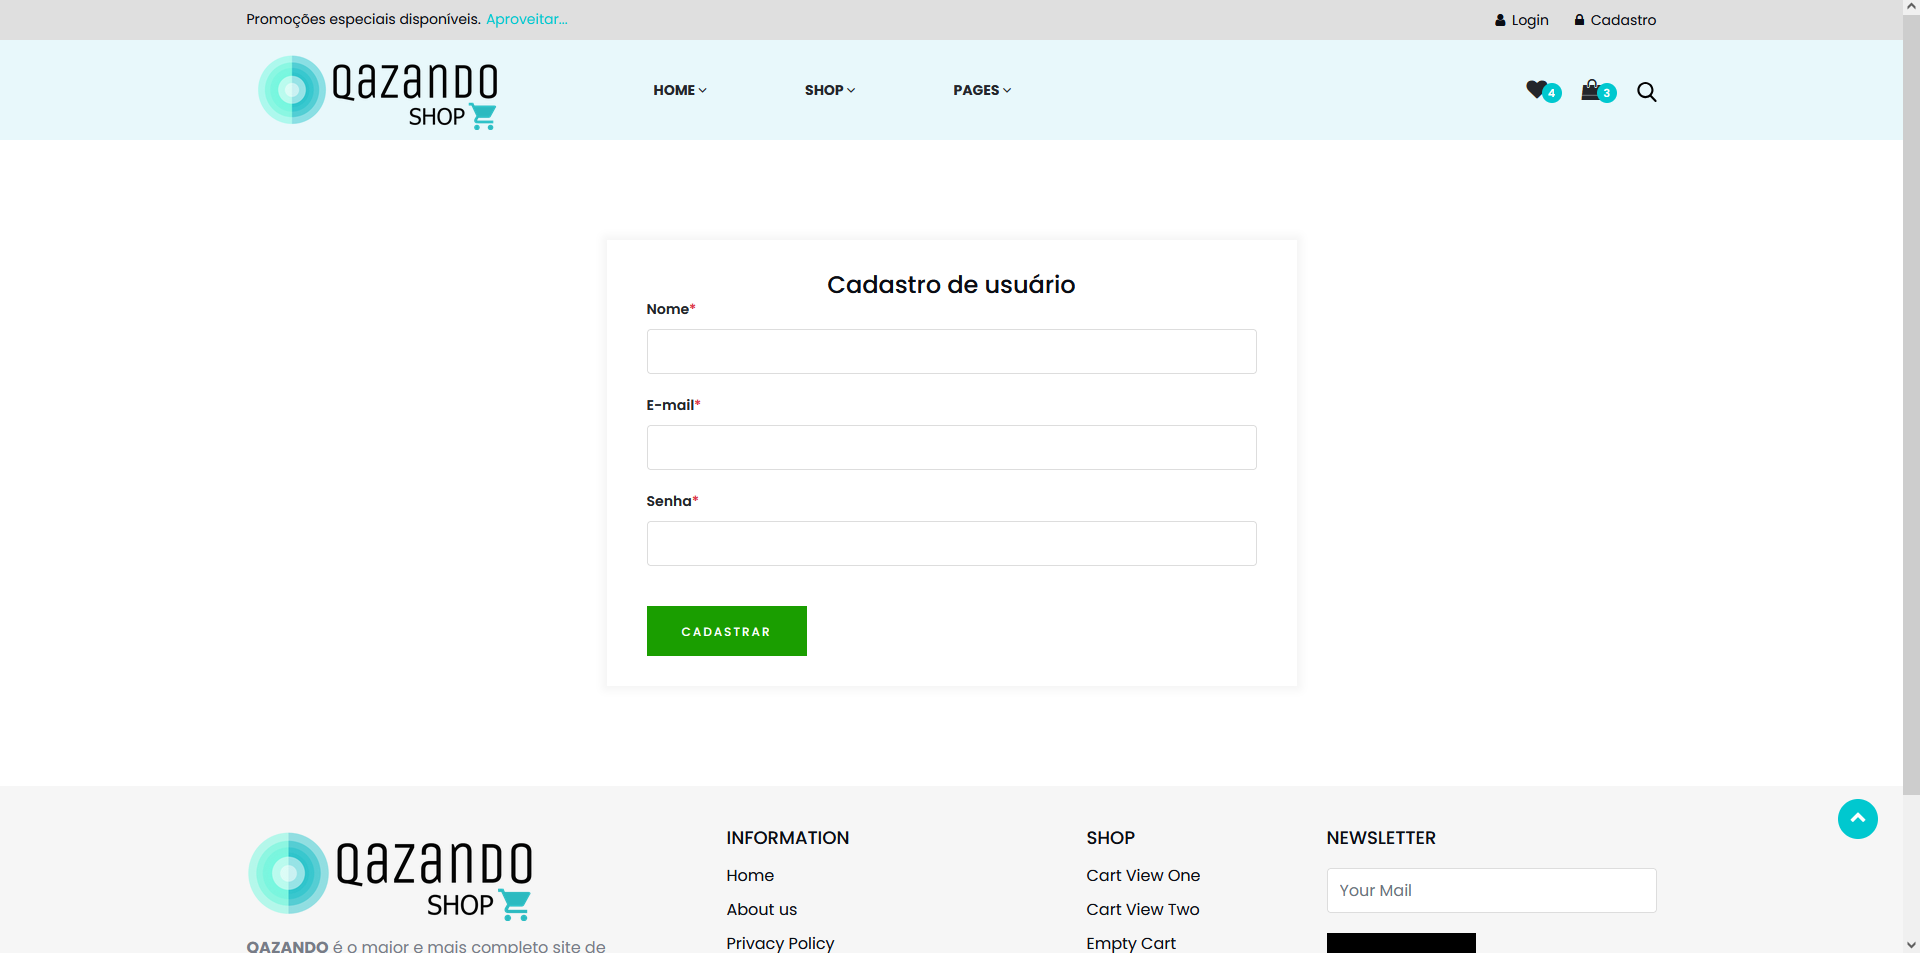 Promoções especiais disponíveis. Aproveitar...
Login
Cadastro
QAZANDO
SHOP
HOME
SHOP
PAGES
4
3
Cadastro de usuário
Nome*
E-mail*
Senha*
CADASTRAR
QAZANDO
SHOP
QAZANDO é o maior e mais completo site de
INFORMATION
Home
About us
Privacy Policy
SHOP
Cart View One
Cart View Two
Empty Cart
NEWSLETTER
Your Mail